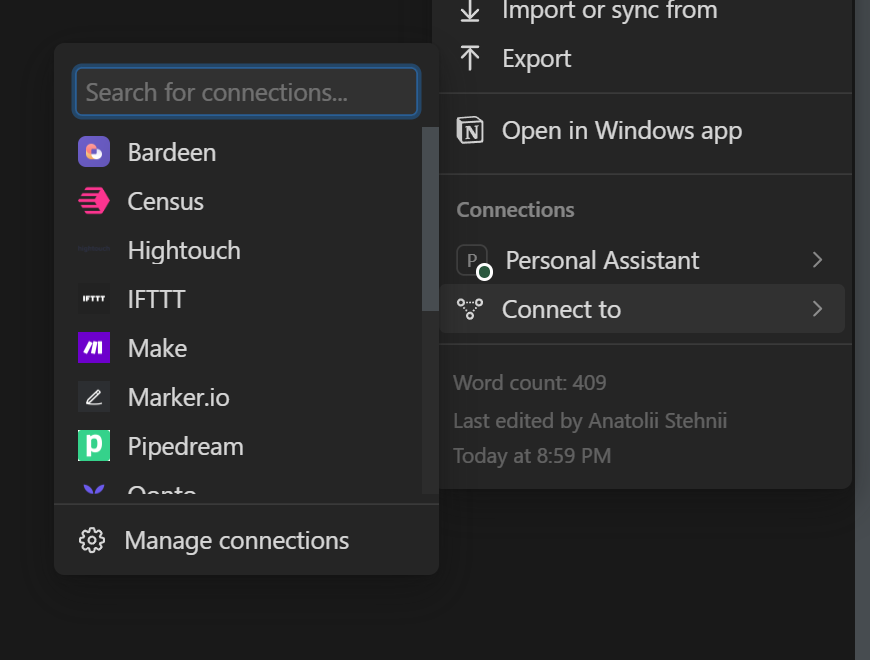 Import or sync from
Export
Open in Windows app
Connections
P
Personal Assistant
Connect to
Word count: 409
Last edited by Anatolii Stehnii
Today at 8:59 PM
Search for connections...
Bardeen
Census
Hightouch
IFTTT IFTTT
Make
Marker.io
Pipedream
Qonto
Manage connections